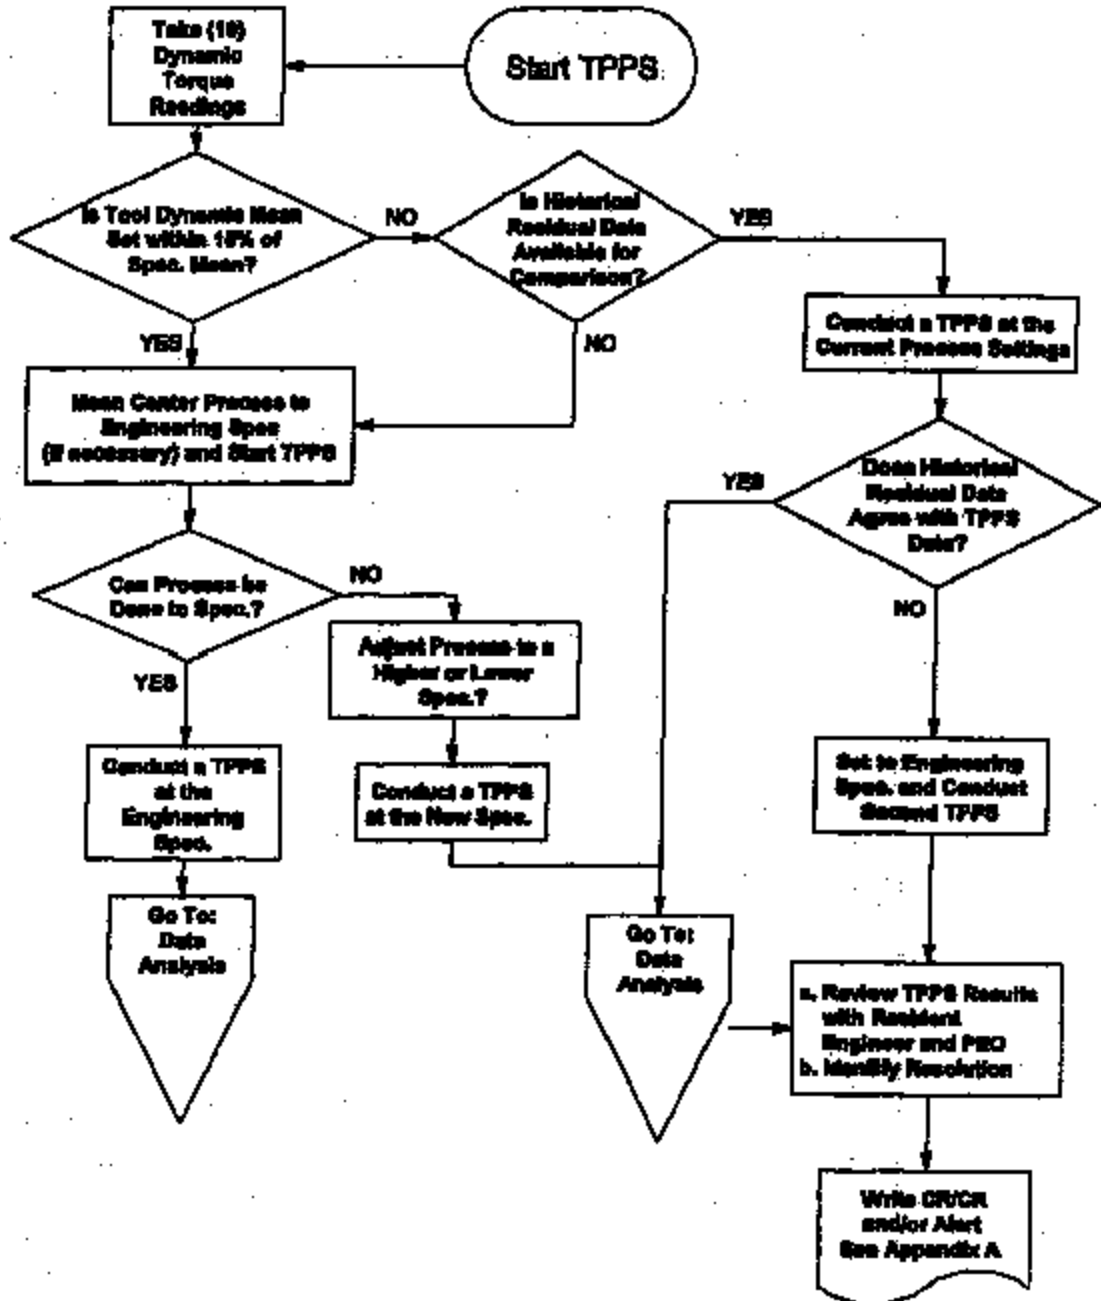 Start TPPS
Take (10)
Dynamic
Torque
Readings
Is Tool Dynamic Mean
Set within 15% of
Spec. Mean?
NO
Is Historical
Residual Data
Available for
Comparison?
YES
YES
NO
Conduct a TPPS at the
Current Process Settings
Mean Center Process to
Engineering Spec
(if necessary) and Start TPPS
YES
Does Historical
Residual Data
Agree with TPPS
Data?
NO
Can Process be
Done to Spec.?
NO
YES
Adjust Process to a
Higher or Lower
Spec.?
Conduct a TPPS
at the
Engineering
Spec.
Conduct a TPPS
at the New Spec.
Set to Engineering
Spec. and Conduct
Second TPPS
Go To:
Data
Analysis
Go To:
Data
Analysis
a. Review TPPS Results
with Resident
Engineer and
b. Identify Resolution
Write CR/CR
and/or Alert
See Appendix A